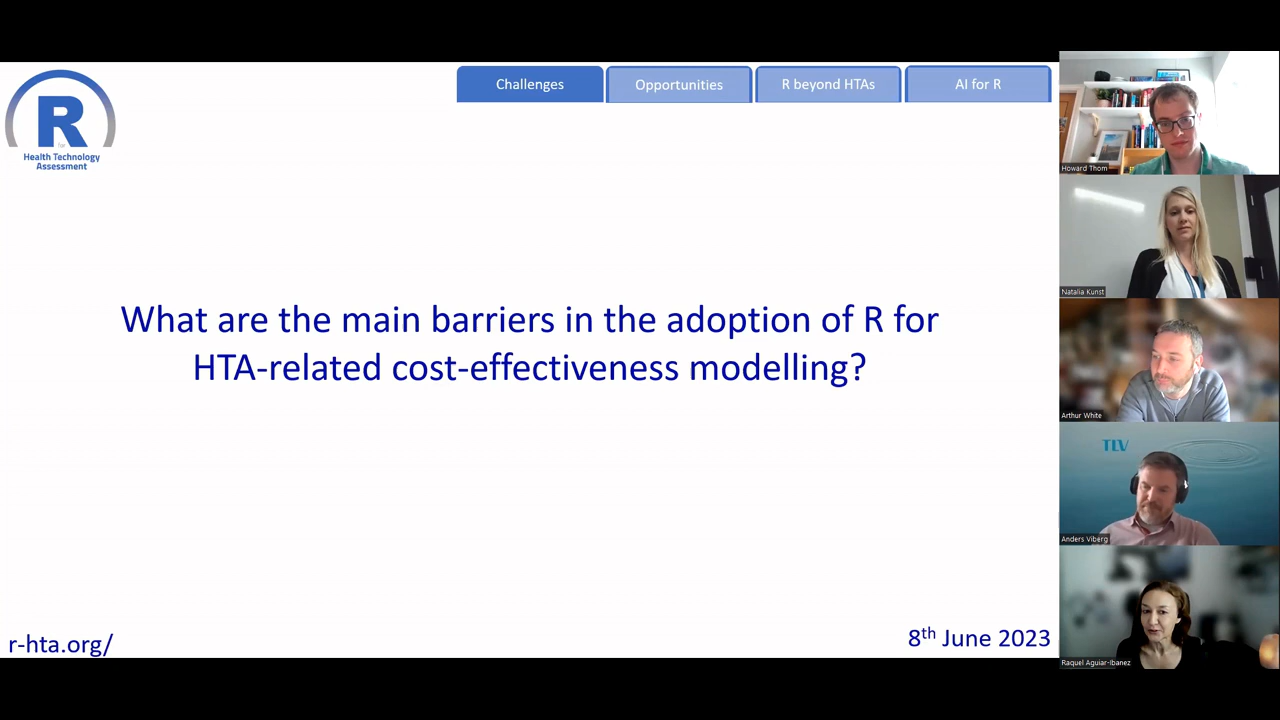 R
for
Health Technology
Assessment
Challenges
Opportunities
R beyond HTAs
AI for R
What are the main barriers in the adoption of R for
HTA-related cost-effectiveness modelling?
r-hta.org/
8th June 2023
Howard Thom
Natalia Kunst
Arthur White
TLV
Anders Viberg
Raquel Aguiar-Ibanez